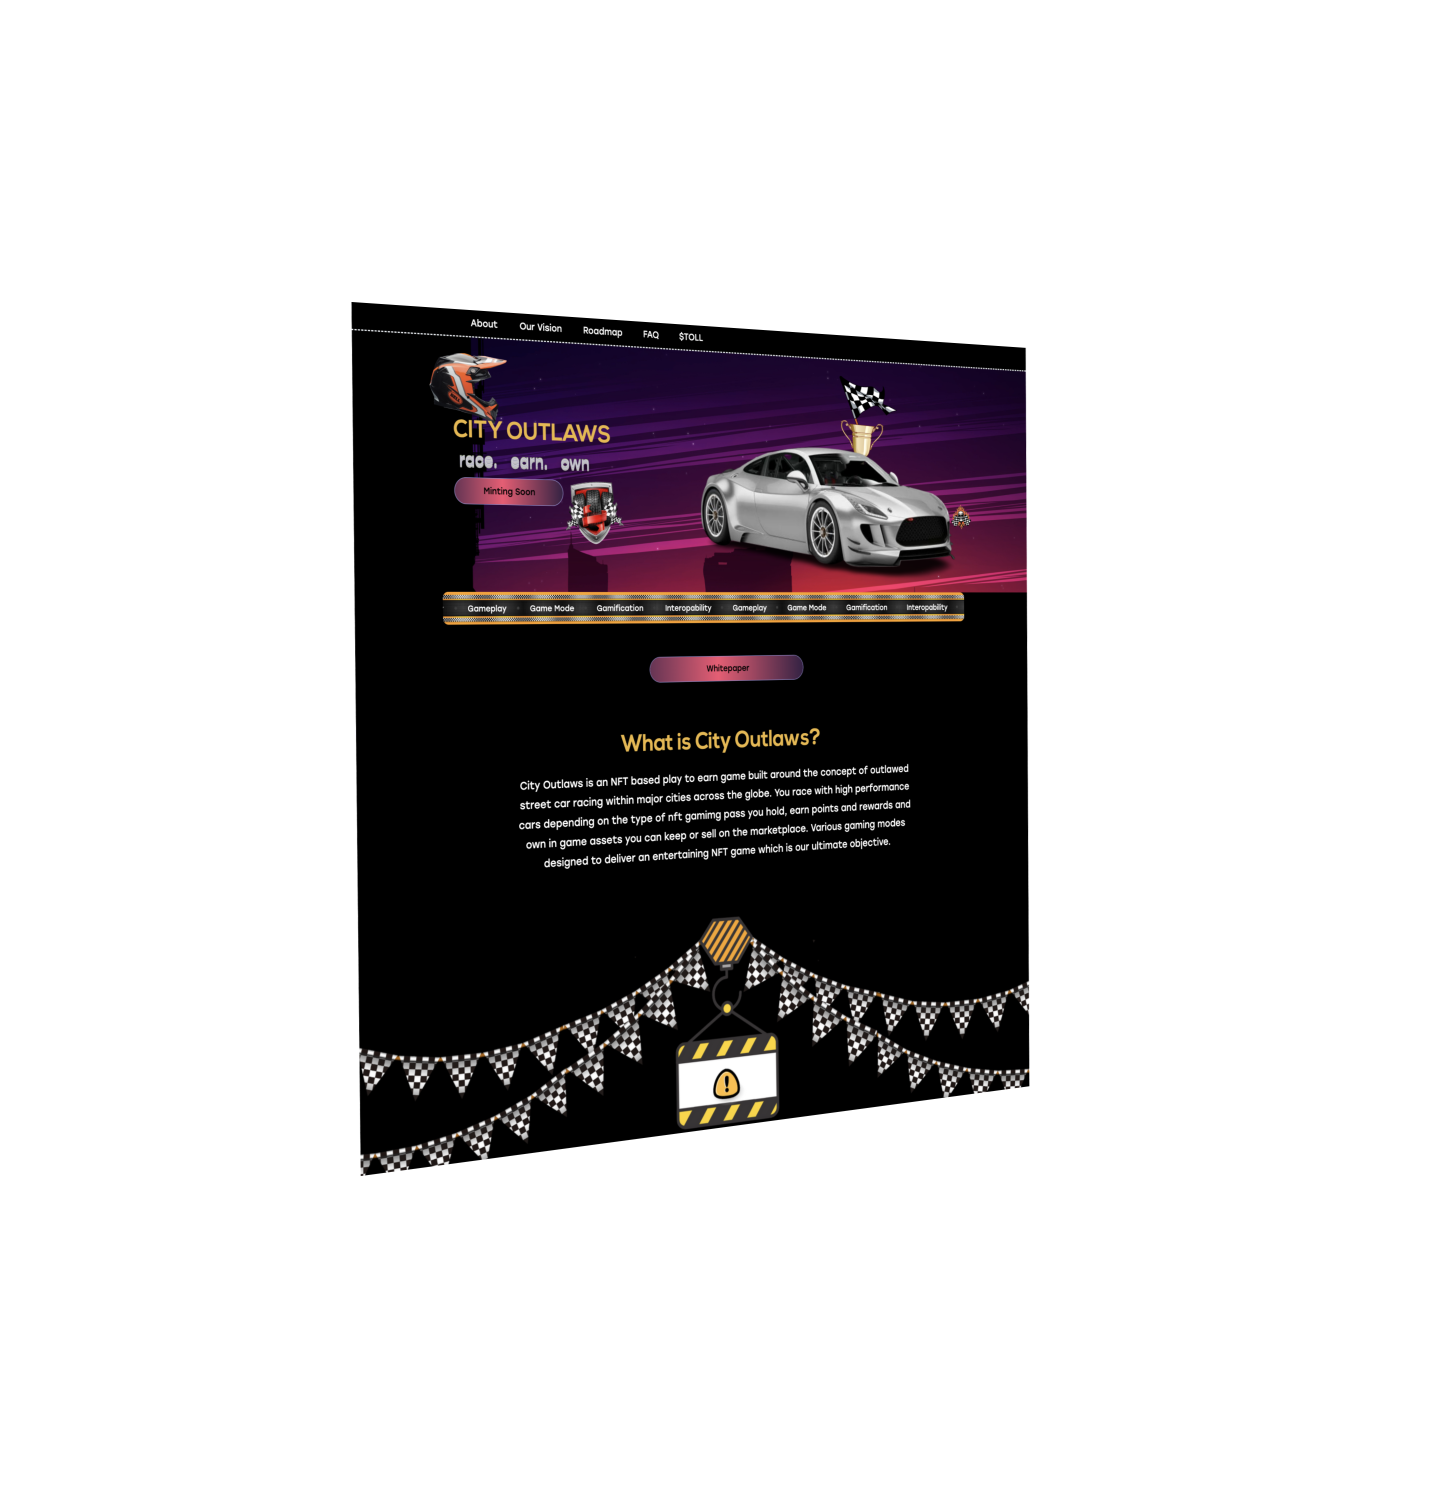 About Our Vision Roadmap FAQ $TOLL
CITY OUTLAWS
race. earn. own
Minting Soon
Gameplay Game Mode Gamification Interopability Gameplay Game Mode Gamification Interopability
Whitepaper
What is City Outlaws?
City Outlaws is an NFT based play to earn game built around the concept of outlawed
street car racing within major cities across the globe. You race with high performance
cars depending on the type of nft gamimg pass you hold, earn points and rewards and
own in game assets you can keep or sell on the marketplace. Various gaming modes
designed to deliver an entertaining NFT game which is our ultimate objective.